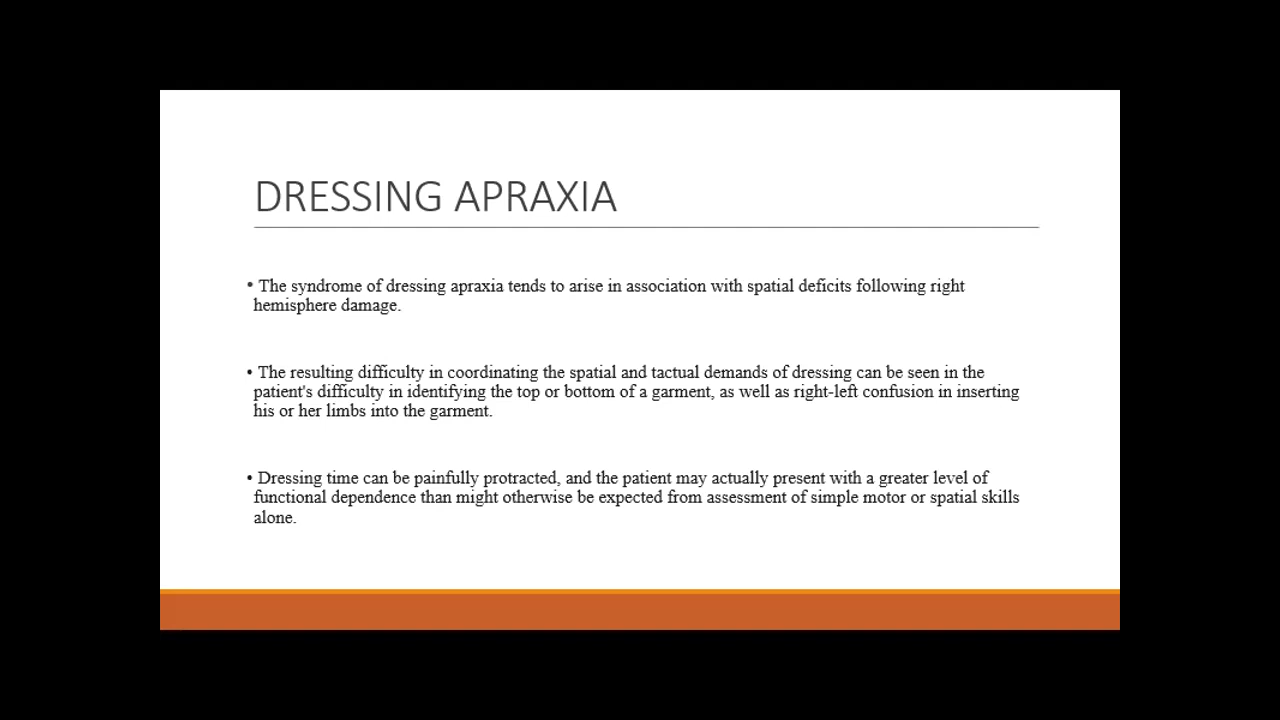 DRESSING APRAXIA
• The syndrome of dressing apraxia tends to arise in association with spatial deficits following right
hemisphere damage.
• The resulting difficulty in coordinating the spatial and tactual demands of dressing can be seen in the
patient's difficulty in identifying the top or bottom of a garment, as well as right-left confusion in inserting
his or her limbs into the garment.
• Dressing time can be painfully protracted, and the patient may actually present with a greater level of
functional dependence than might otherwise be expected from assessment of simple motor or spatial skills
alone.